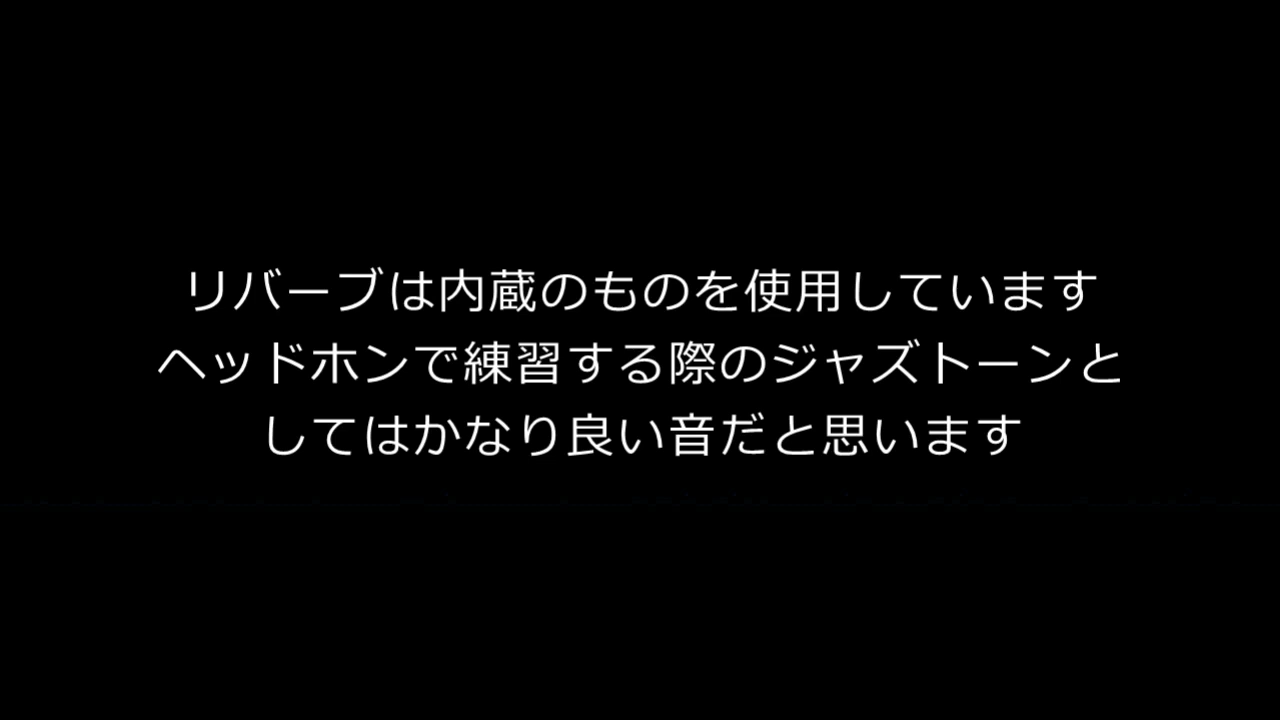 リバーブは内蔵のものを使用しています
ヘッドホンで練習する際のジャズトーンと
してはかなり良い音だと思います